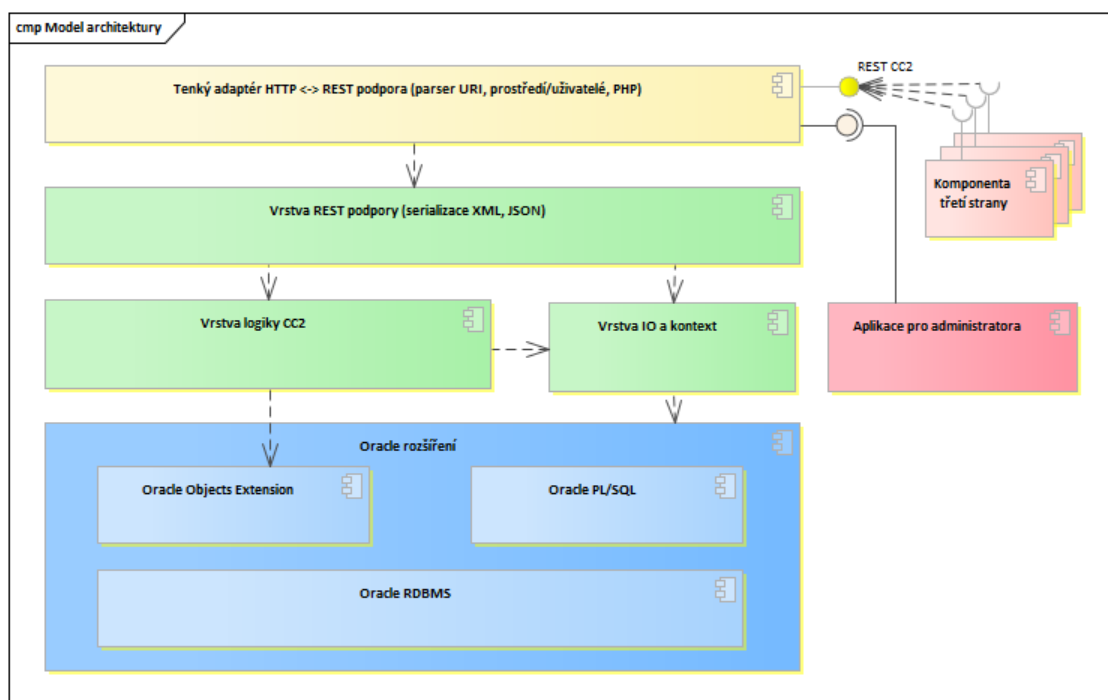 cmp Model architektury
Tenký adaptér HTTP <-> REST podpora (parser URI, prostředí/uživatelé, PHP)
REST CC2
Komponenta
třetí strany
Vrstva REST podpory (serializace XML, JSON)
Vrstva logiky CC2
Vrstva IO a kontext
Aplikace pro administratora
Oracle rozšíření
Oracle Objects Extension
Oracle PL/SQL
Oracle RDBMS